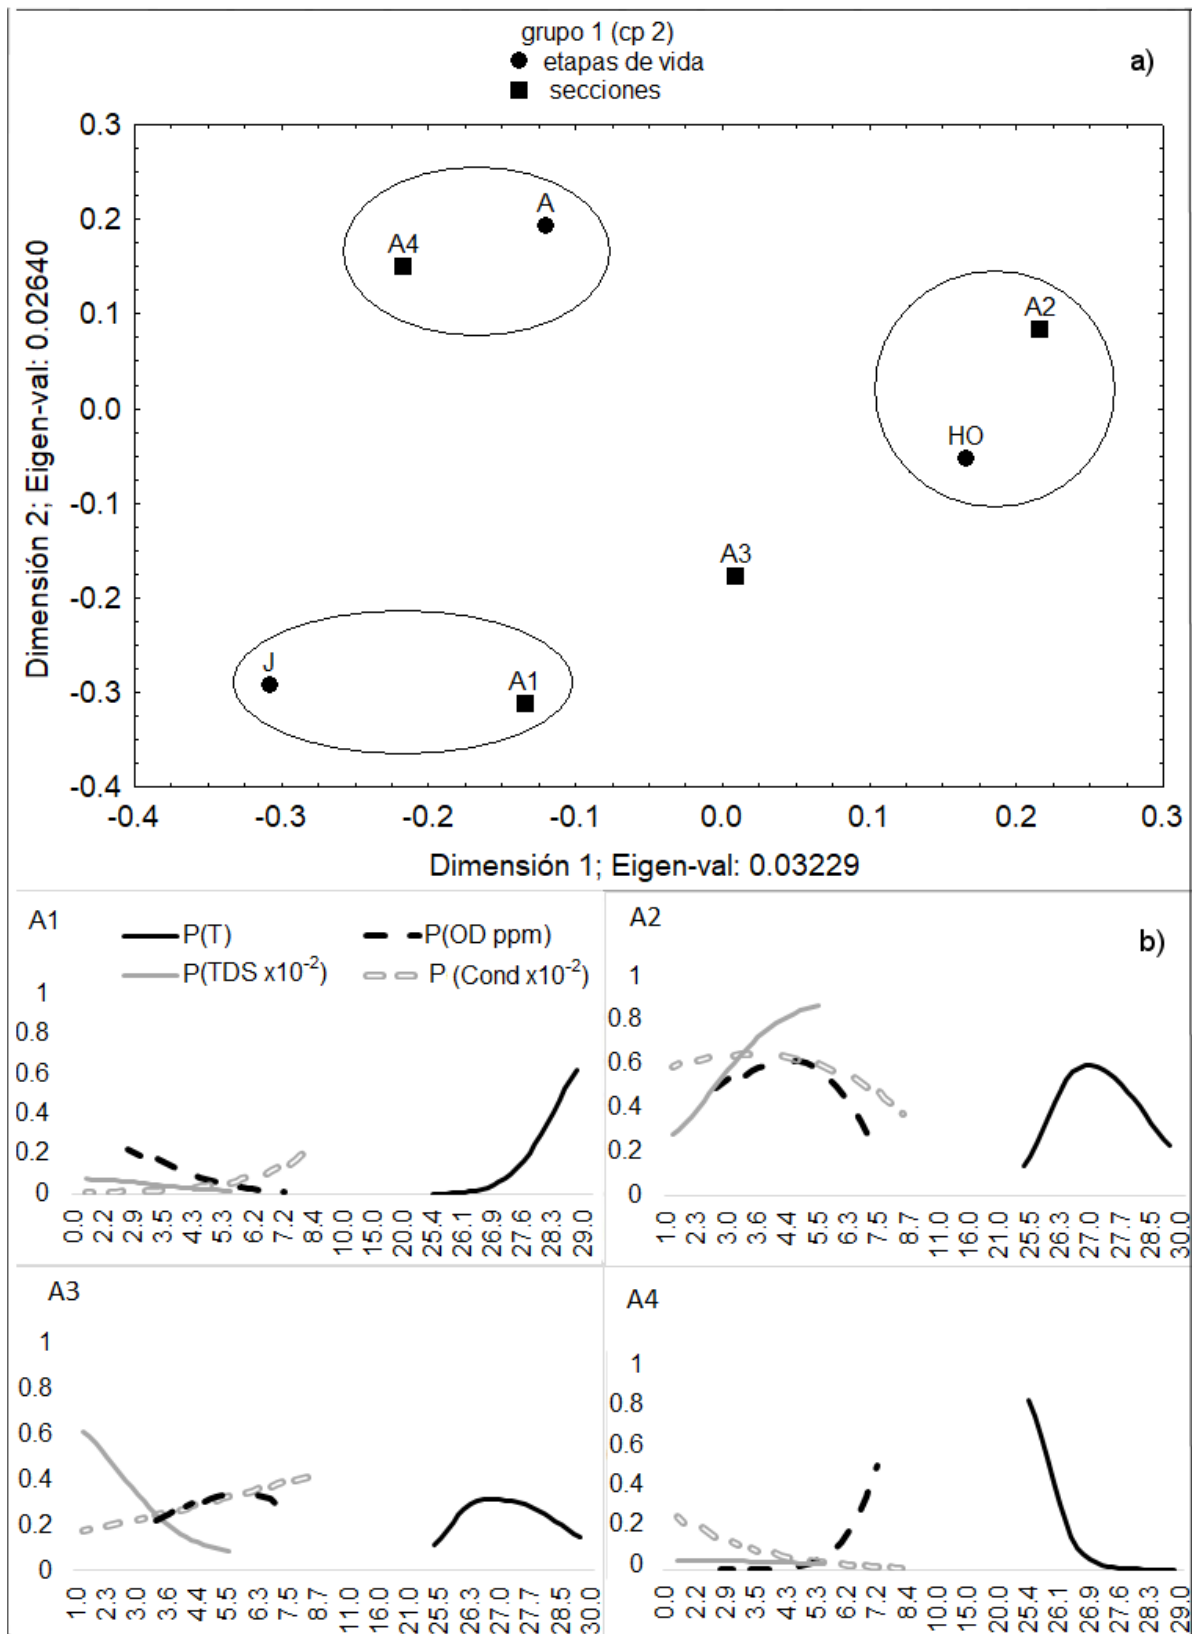 grupo 1 (cp 2)
etapas de vida
secciones
a)
0.3
0.2
0.1
0.0
-0.1
-0.2
-0.3
-0.4
Dimensión 2; Eigen-val: 0.02640
A
A4
A2
HO
A3
J
A1
-0.4 -0.3 -0.2 -0.1 0.0 0.1 0.2 0.3
Dimensión 1; Eigen-val: 0.03229
A1
P(T) P(OD ppm)
P(TDS x10-2) P (Cond x10-2)
1
0.8
0.6
0.4
0.2
0
0.0 2.2 2.9 3.5 4.3 5.3 6.2 7.2 8.4 10.0 15.0 20.0 25.4 26.1 26.9 27.6 28.3 29.0
A2
b)
1
0.8
0.6
0.4
0.2
0
1.0 2.3 3.0 3.6 4.4 5.5 6.3 7.5 8.7 11.0 16.0 21.0 25.5 26.3 27.0 27.7 28.5 30.0
A3
1
0.8
0.6
0.4
0.2
0
1.0 2.3 3.0 3.6 4.4 5.5 6.3 7.5 8.7 11.0 16.0 21.0 25.5 26.3 27.0 27.7 28.5 30.0
A4
1
0.8
0.6
0.4
0.2
0
0.0 2.2 2.9 3.5 4.3 5.3 6.2 7.2 8.4 10.0 15.0 20.0 25.4 26.1 26.9 27.6 28.3 29.0